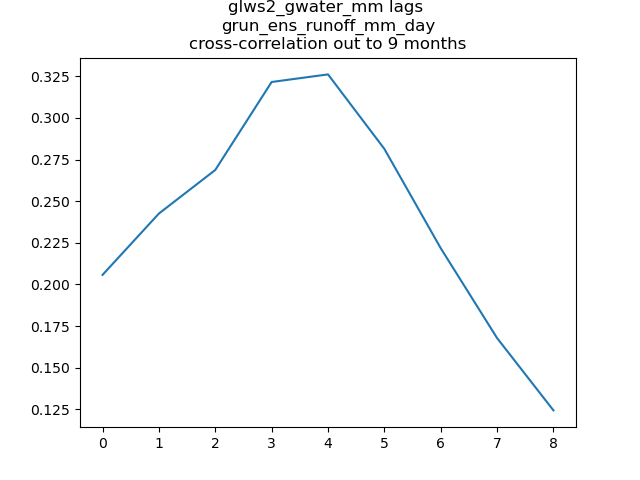 glws2_gwater_mm lags
grun_ens_runoff_mm_day
cross-correlation out to 9 months
0.325
0.300
0.275
0.250
0.225
0.200
0.175
0.150
0.125
0 1 2 3 4 5 6 7 8